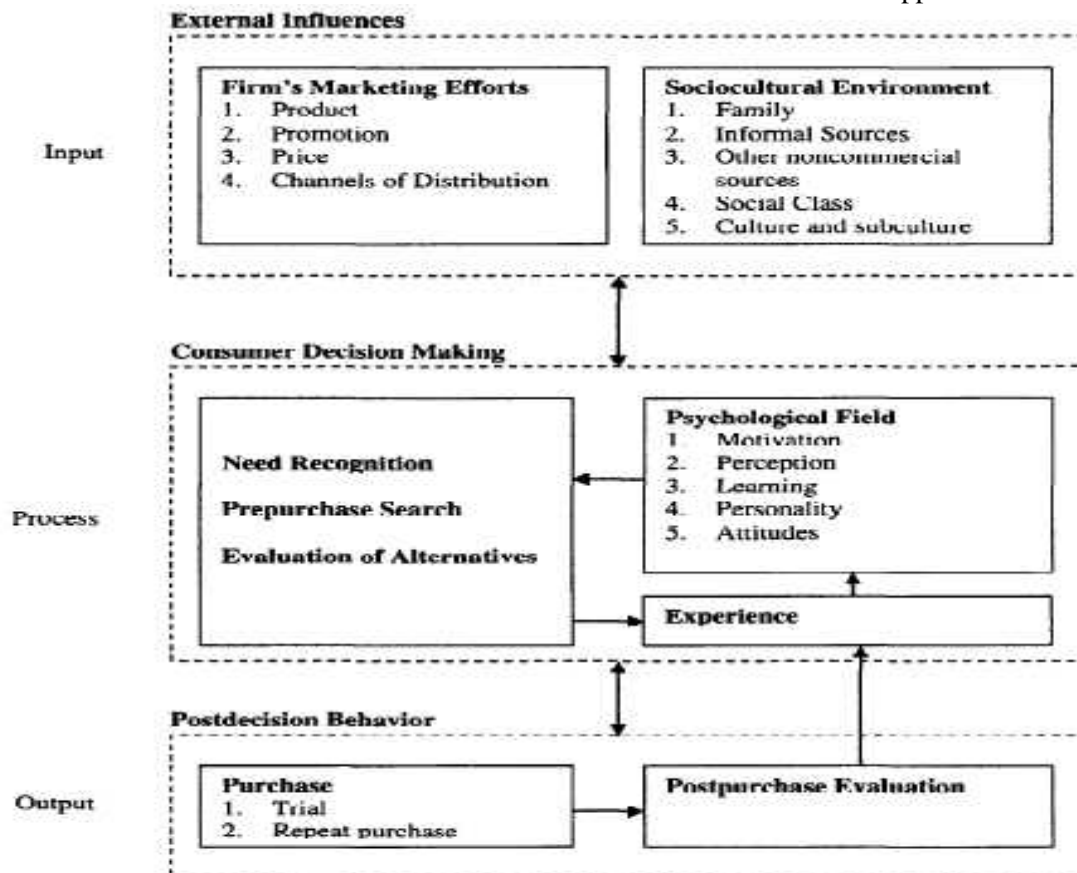 External Influences
Firm's Marketing Efforts
1. Product
2. Promotion
3. Price
4. Channels of Distribution
Sociocultural Environment
1. Family
2. Informal Sources
3. Other noncommercial
sources
4. Social Class
5. Culture and subculture
Input
Consumer Decision Making
Need Recognition
Prepurchase Search
Evaluation of Alternatives
Psychological Field
1. Motivation
2. Perception
3. Learning
4. Personality
5. Attitudes
Experience
Process
Postdecision Behavior
Purchase
1. Trial
2. Repeat purchase
Postpurchase Evaluation
Output